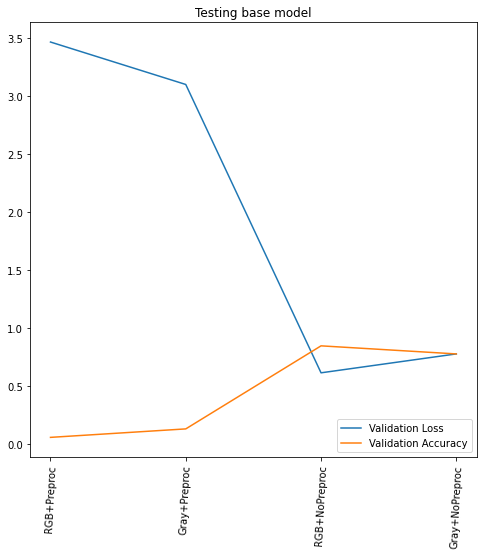 Testing base model
3.5
3.0
2.5
2.0
1.5
1.0
0.5
0.0
Validation Loss
Validation Accuracy
RGB+Preproc
Gray+Preproc
RGB+NoPreproc
Gray+NoPreproc